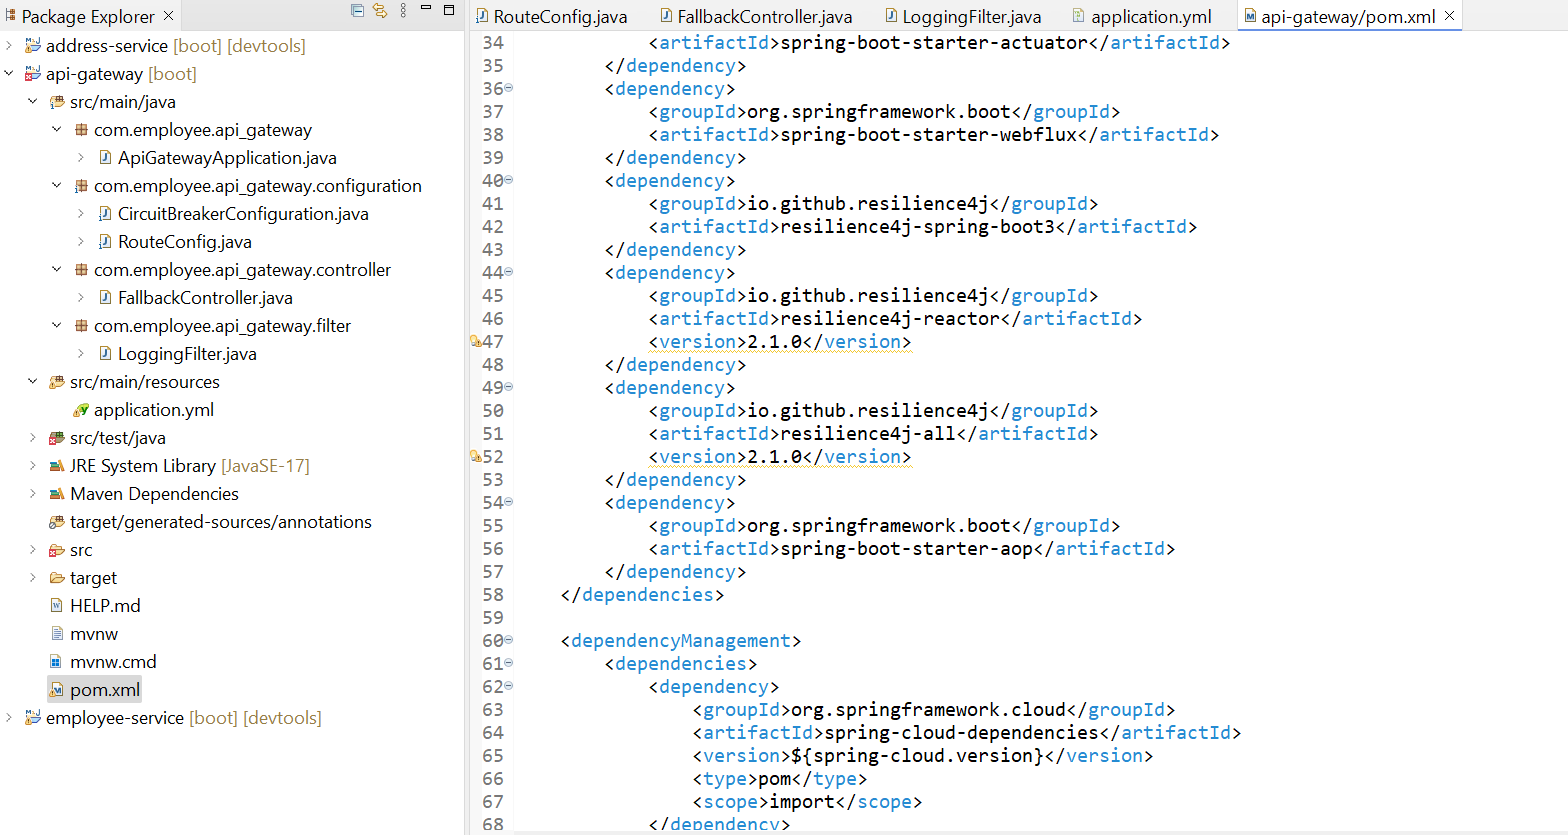 Package Explorer
address-service [boot] [devtools]
api-gateway [boot]
src/main/java
com.employee.api_gateway
ApiGatewayApplication.java
com.employee.api_gateway.configuration
CircuitBreakerConfiguration.java
RouteConfig.java
com.employee.api_gateway.controller
FallbackController.java
com.employee.api_gateway.filter
LoggingFilter.java
src/main/resources
application.yml
src/test/java
JRE System Library [JavaSE-17]
Maven Dependencies
target/generated-sources/annotations
src
target
HELP.md
mvnw
mvnw.cmd
pom.xml
employee-service [boot] [devtools]
RouteConfig.java FallbackController.java LoggingFilter.java application.yml api-gateway/pom.xml
34 <artifactId>spring-boot-starter-actuator</artifactId>
35 </dependency>
36 <dependency>
37 <groupId>org.springframework.boot</groupId>
38 <artifactId>spring-boot-starter-webflux</artifactId>
39 </dependency>
40 <dependency>
41 <groupId>io.github.resilience4j</groupId>
42 <artifactId>resilience4j-spring-boot3</artifactId>
43 </dependency>
44 <dependency>
45 <groupId>io.github.resilience4j</groupId>
46 <artifactId>resilience4j-reactor</artifactId>
47 <version>2.1.0</version>
48 </dependency>
49 <dependency>
50 <groupId>io.github.resilience4j</groupId>
51 <artifactId>resilience4j-all</artifactId>
52 <version>2.1.0</version>
53 </dependency>
54 <dependency>
55 <groupId>org.springframework.boot</groupId>
56 <artifactId>spring-boot-starter-aop</artifactId>
57 </dependency>
58 </dependencies>
59
60 <dependencyManagement>
61 <dependencies>
62 <dependency>
63 <groupId>org.springframework.cloud</groupId>
64 <artifactId>spring-cloud-dependencies</artifactId>
65 <version>${spring-cloud.version}</version>
66 <type>pom</type>
67 <scope>import</scope>
68 </dependency>